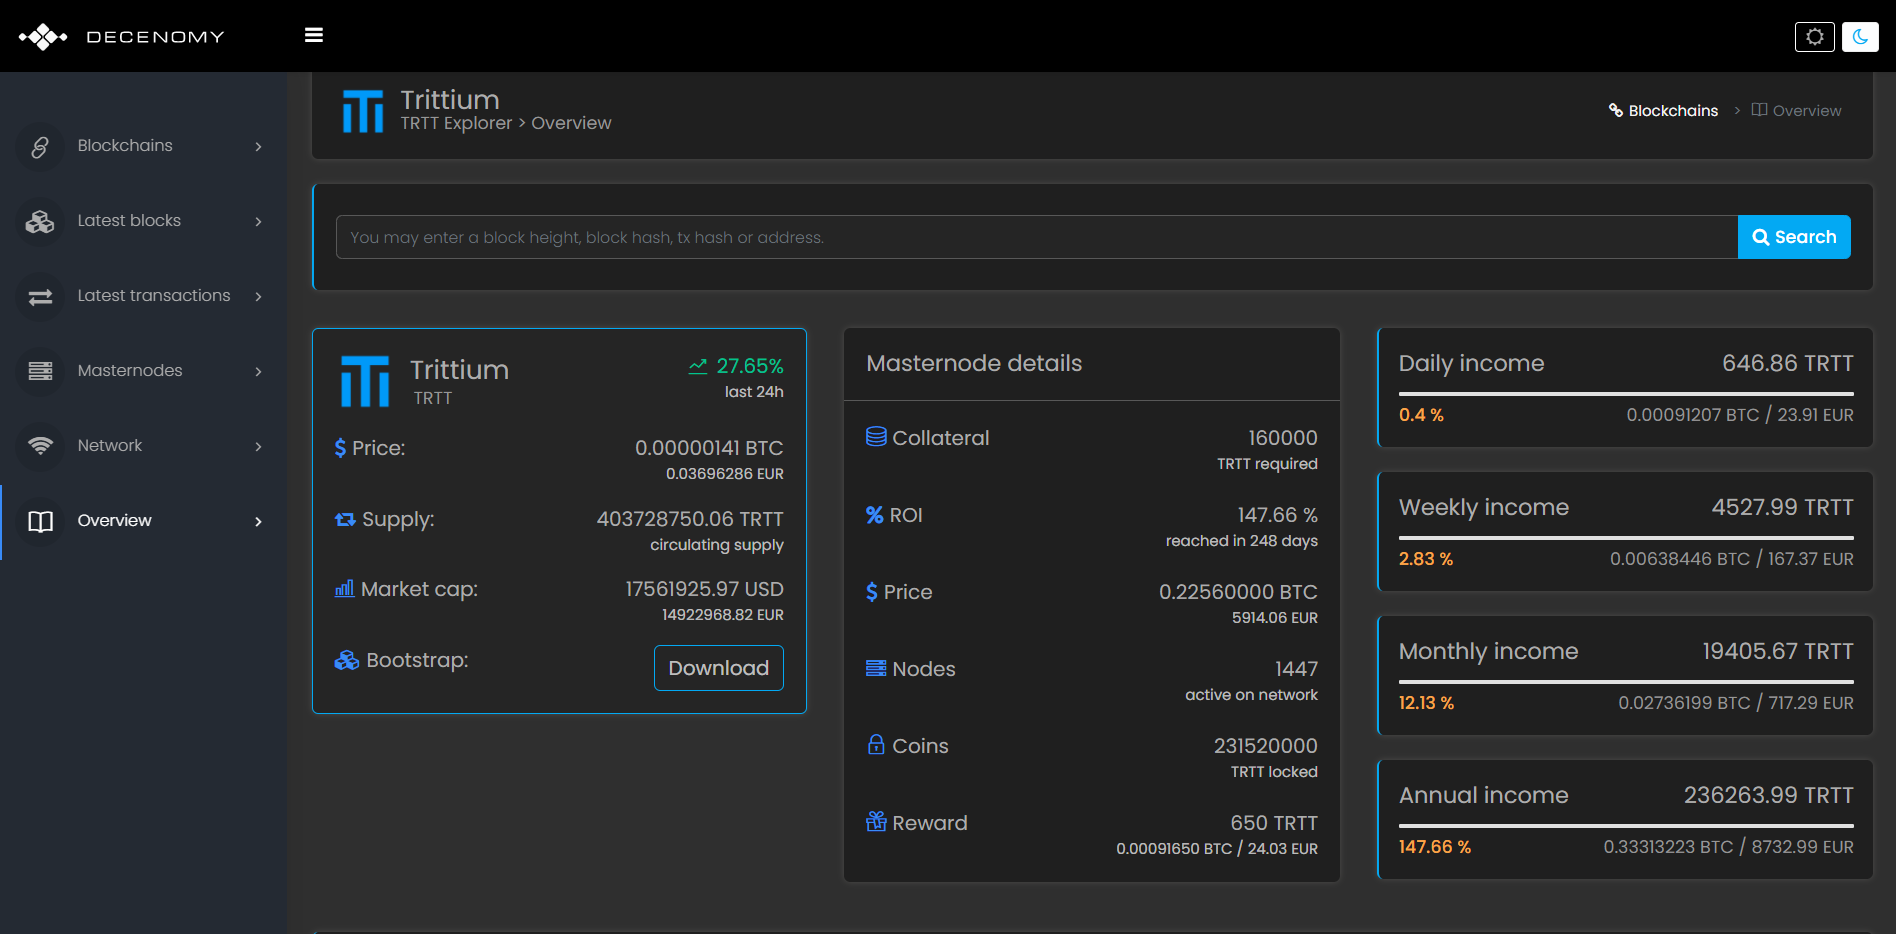 DECENOMY
Trittium
TRTT Explorer > Overview
Blockchains > Overview
Blockchains
Latest blocks
Latest transactions
Masternodes
Network
Overview
You may enter a block height, block hash, tx hash or address.
Search
Trittium
TRTT
27.65%
last 24h
Price:
0.00000141 BTC
0.03696286 EUR
Supply:
403728750.06 TRTT
circulating supply
Market cap:
17561925.97 USD
14922968.82 EUR
Bootstrap:
Download
Masternode details
Collateral
160000
TRTT required
ROI
147.66 %
reached in 248 days
Price
0.22560000 BTC
5914.06 EUR
Nodes
1447
active on network
Coins
231520000
TRTT locked
Reward
650 TRTT
0.00091650 BTC / 24.03 EUR
Daily income
646.86 TRTT
0.4 %
0.00091207 BTC / 23.91 EUR
Weekly income
4527.99 TRTT
2.83 %
0.00638446 BTC / 167.37 EUR
Monthly income
19405.67 TRTT
12.13 %
0.02736199 BTC / 717.29 EUR
Annual income
236263.99 TRTT
147.66 %
0.33313223 BTC / 8732.99 EUR